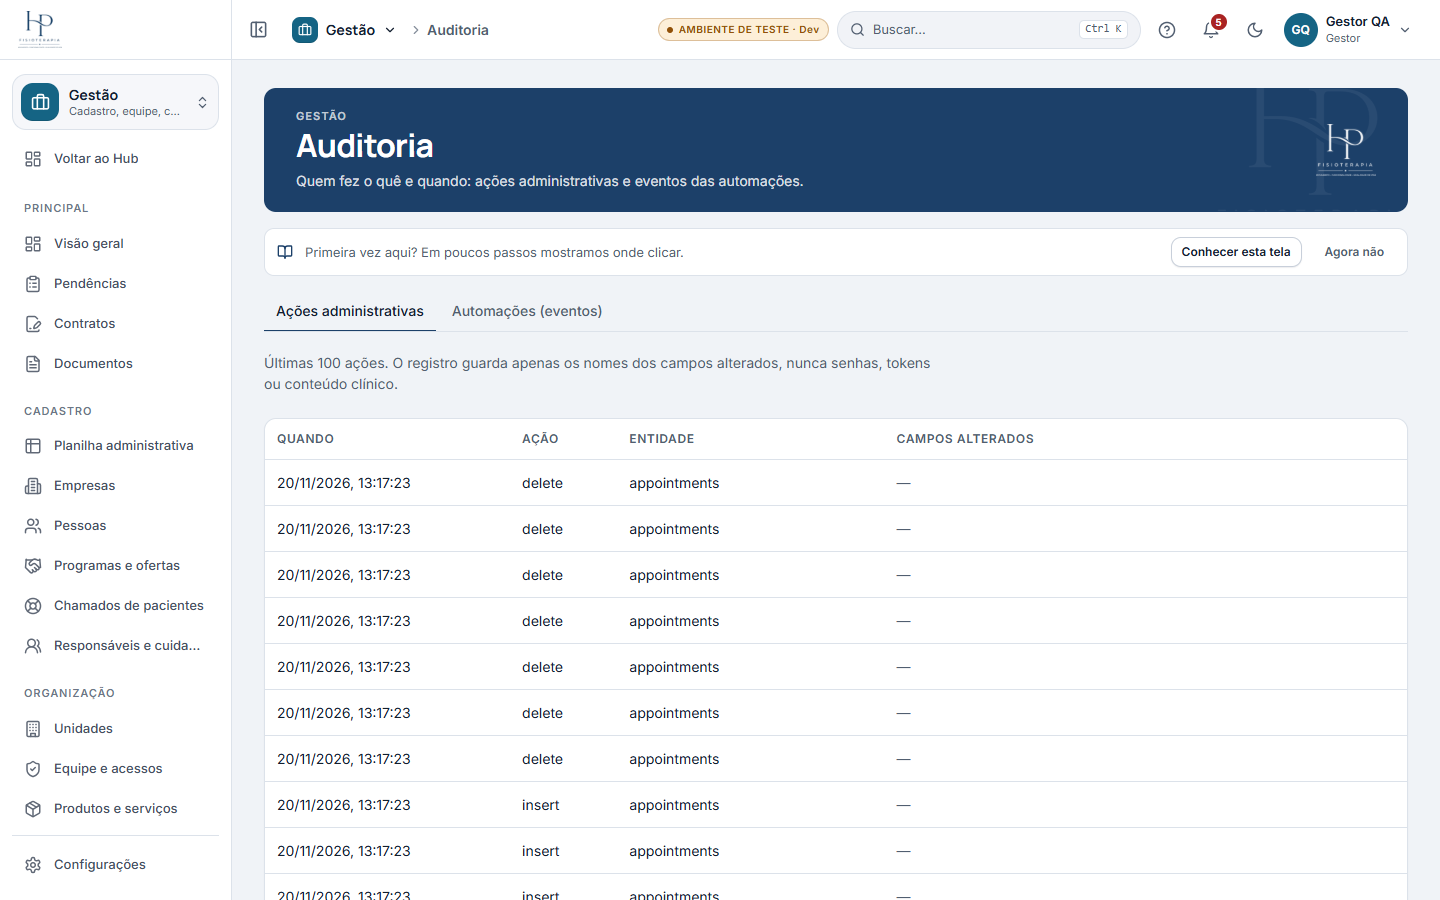 HP
FISIOTERAPIA
Gestão
Auditoria
AMBIENTE DE TESTE · Dev
Buscar...
Ctrl K
5
GQ
Gestor QA
Gestor
Gestão
Cadastro, equipe, c...
Voltar ao Hub
PRINCIPAL
Visão geral
Pendências
Contratos
Documentos
CADASTRO
Planilha administrativa
Empresas
Pessoas
Programas e ofertas
Chamados de pacientes
Responsáveis e cuida...
ORGANIZAÇÃO
Unidades
Equipe e acessos
Produtos e serviços
Configurações
GESTÃO
Auditoria
Quem fez o quê e quando: ações administrativas e eventos das automações.
HP
FISIOTERAPIA
Primeira vez aqui? Em poucos passos mostramos onde clicar.
Conhecer esta tela
Agora não
Ações administrativas
Automações (eventos)
Últimas 100 ações. O registro guarda apenas os nomes dos campos alterados, nunca senhas, tokens
ou conteúdo clínico.
QUANDO AÇÃO ENTIDADE CAMPOS ALTERADOS
20/11/2026, 13:17:23 delete appointments —
20/11/2026, 13:17:23 delete appointments —
20/11/2026, 13:17:23 delete appointments —
20/11/2026, 13:17:23 delete appointments —
20/11/2026, 13:17:23 delete appointments —
20/11/2026, 13:17:23 delete appointments —
20/11/2026, 13:17:23 delete appointments —
20/11/2026, 13:17:23 insert appointments —
20/11/2026, 13:17:23 insert appointments —
20/11/2026, 13:17:23 insert appointments —